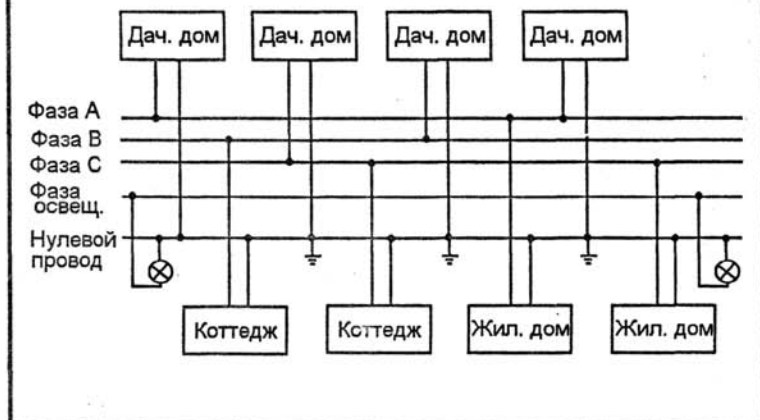 Дач. дом
Дач. дом
Дач. дом
Дач. дом
Фаза А
Фаза В
Фаза С
Фаза
освещ.
Нулевой
провод
Коттедж
Коттедж
Жил. дом
Жил. дом